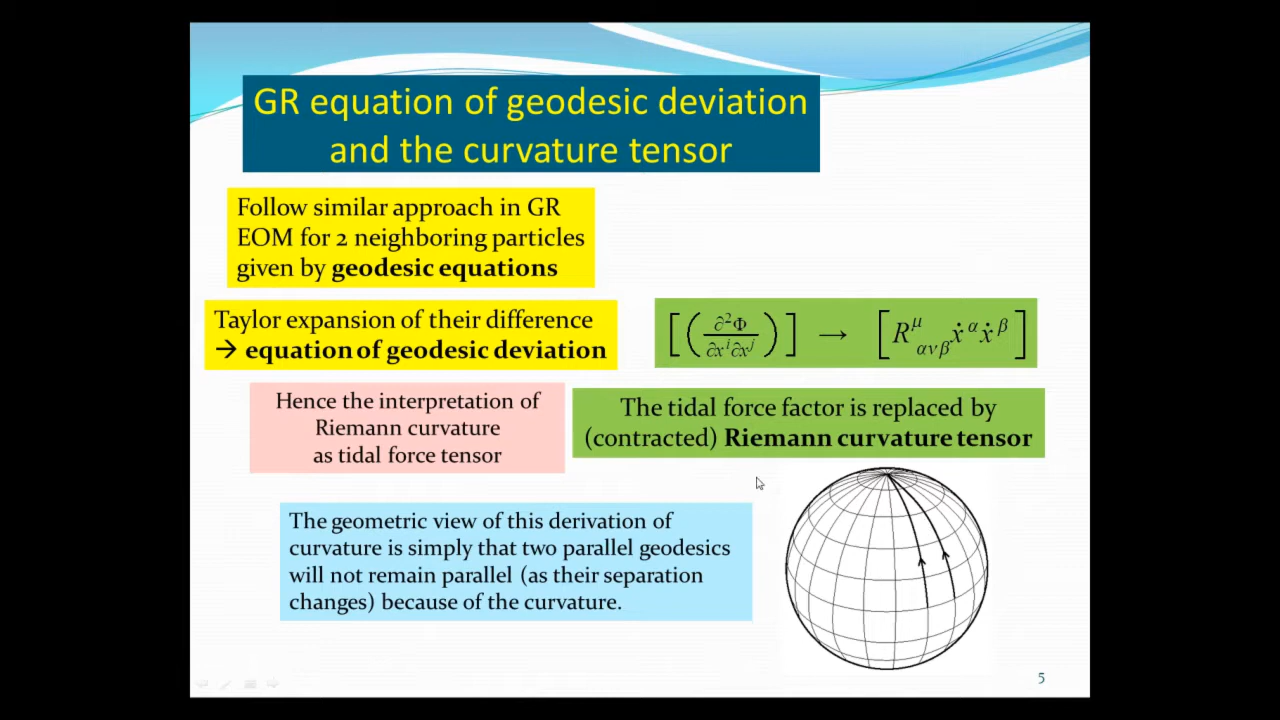 GR equation of geodesic deviation
and the curvature tensor
Follow similar approach in GR
EOM for 2 neighboring particles
given by geodesic equations
Taylor expansion of their difference
→ equation of geodesic deviation
[(∂²Φ/∂xⁱ∂xʲ)] → [R^μ_{ανβ} ẋ^α ẋ^β]
Hence the interpretation of
Riemann curvature
as tidal force tensor
The tidal force factor is replaced by
(contracted) Riemann curvature tensor
The geometric view of this derivation of
curvature is simply that two parallel geodesics
will not remain parallel (as their separation
changes) because of the curvature.
5